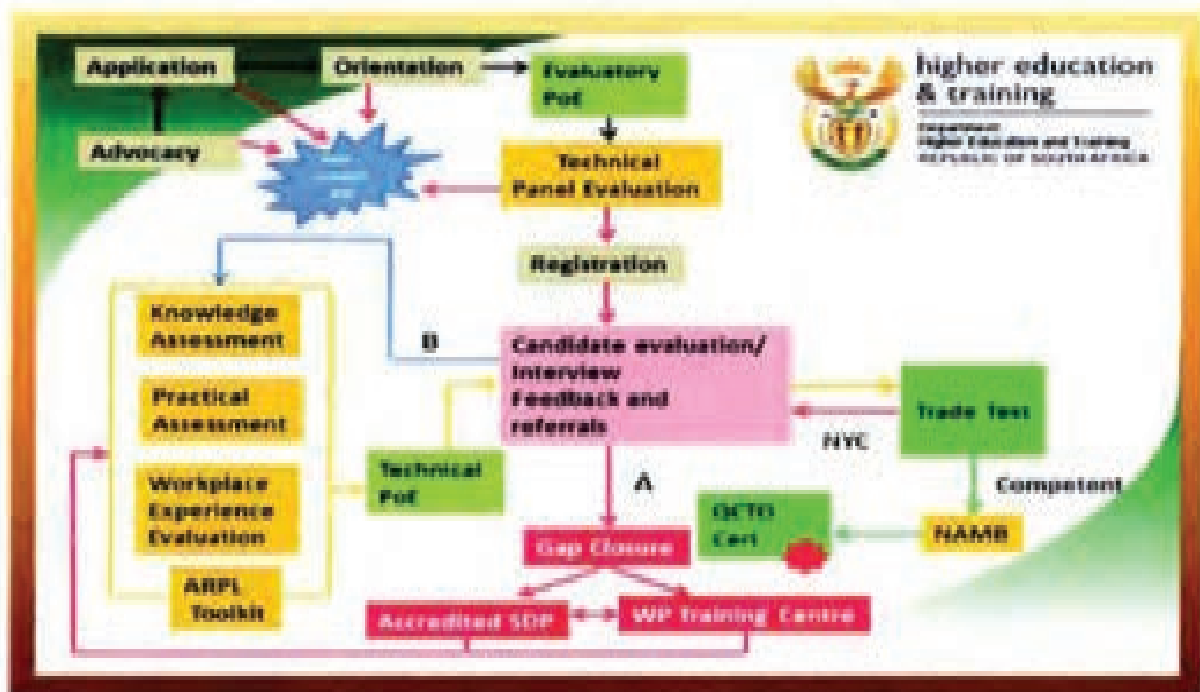 Application
Orientation
Evaluatory
PoE
higher education
& training
Department:
Higher Education and Training
REPUBLIC OF SOUTH AFRICA
Advocacy
Technical
Panel Evaluation
Registration
Knowledge
Assessment
B
Candidate evaluation/
Interview
Feedback and
referrals
Practical
Assessment
Trade Test
NYC
Technical
PoE
A
Workplace
Experience
Evaluation
Competent
QCTO
Cert
NAMB
Gap Closure
ARPL
Toolkit
Accredited SDP
WP Training Centre